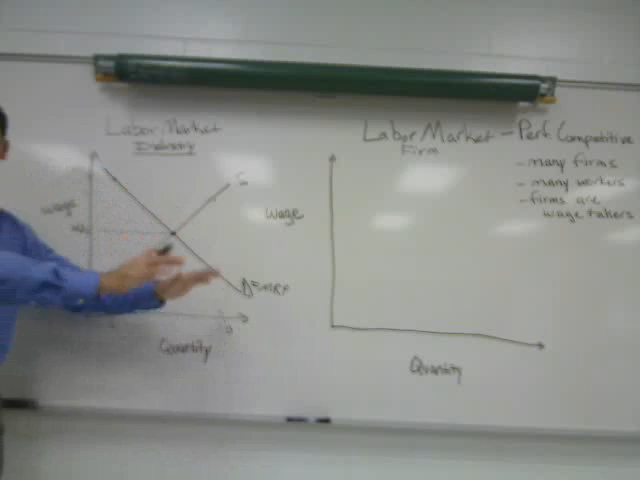 Labor Market
Industry
Wage
Quantity
Labor Market - Perf. Competitive
Firm
- many firms
- many workers
- firms are
wage takers
Wage
Quantity